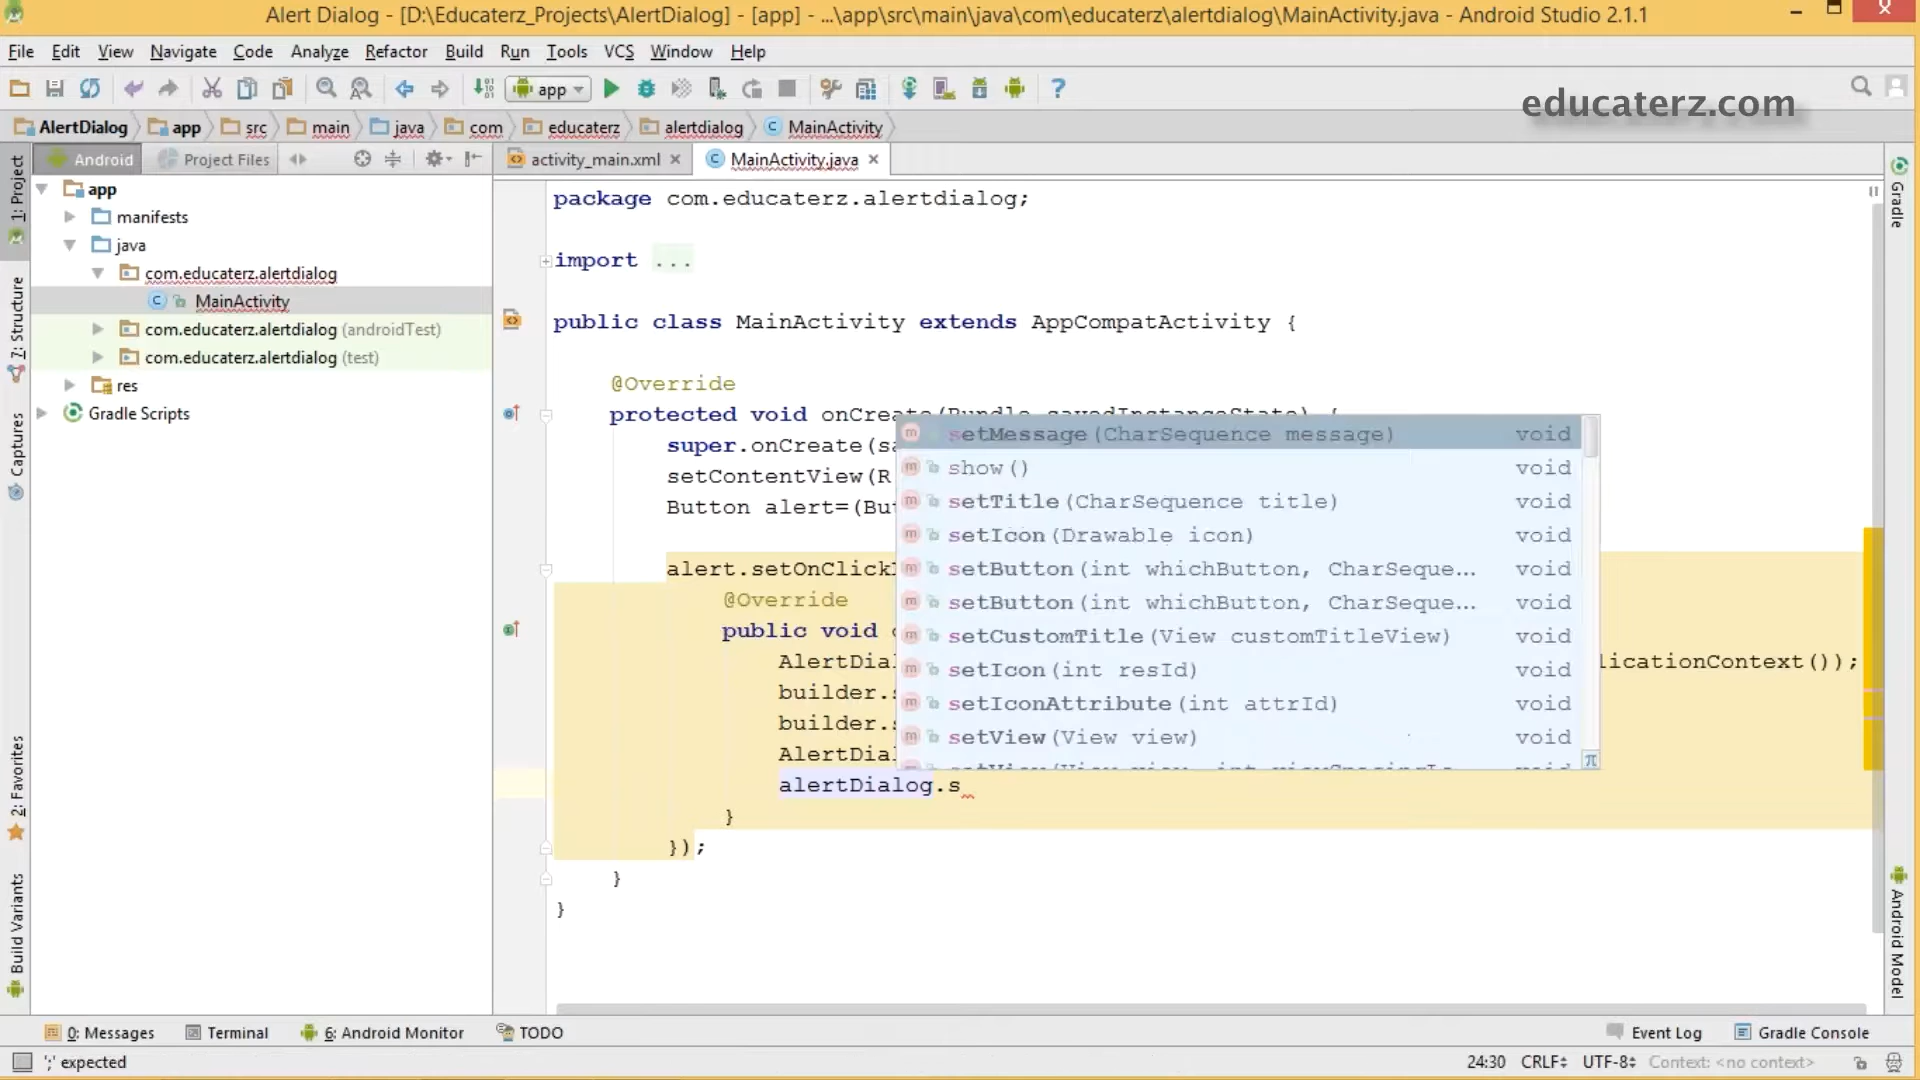 Alert Dialog - [D:\Educaterz_Projects\AlertDialog] - [app] - ...\app\src\main\java\com\educaterz\alertdialog\MainActivity.java - Android Studio 2.1.1
File Edit View Navigate Code Analyze Refactor Build Run Tools VCS Window Help
app
educaterz.com
AlertDialog app src main java com educaterz alertdialog MainActivity
Android Project Files
activity_main.xml MainActivity.java
1: Project
7: Structure
Captures
2: Favorites
Build Variants
app
manifests
java
com.educaterz.alertdialog
MainActivity
com.educaterz.alertdialog (androidTest)
com.educaterz.alertdialog (test)
res
Gradle Scripts
package com.educaterz.alertdialog;
import ...
public class MainActivity extends AppCompatActivity {
@Override
protected void onCreate(Bundle savedInstanceState) {
super.onCreate(sa
setContentView(R
Button alert=(Bu
alert.setOnClick
@Override
public void
AlertDia licationContext());
builder.s
builder.s
AlertDia
alertDialog.s
}
});
}
}
setMessage(CharSequence message) void
show() void
setTitle(CharSequence title) void
setIcon(Drawable icon) void
setButton(int whichButton, CharSeque... void
setButton(int whichButton, CharSeque... void
setCustomTitle(View customTitleView) void
setIcon(int resId) void
setIconAttribute(int attrId) void
setView(View view) void
π
Gradle
Android Model
0: Messages Terminal 6: Android Monitor TODO Event Log Gradle Console
';' expected 24:30 CRLF UTF-8 Context: <no context>